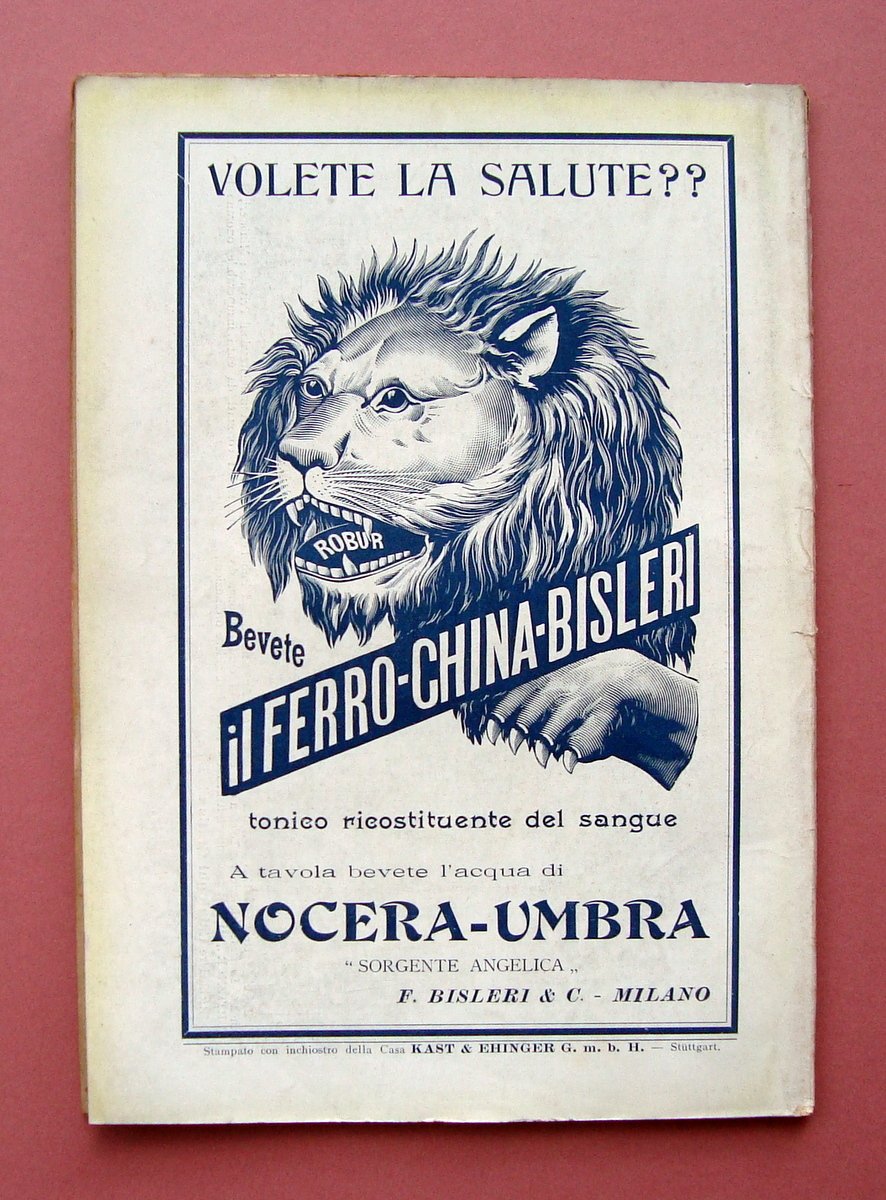 VOLETE LA SALUTE??
ROBUR
Bevete
il FERRO-CHINA-BISLERI
tonico ricostituente del sangue
A tavola bevete l'acqua di
NOCERA-UMBRA
“ SORGENTE ANGELICA „
F. BISLERI & C. - MILANO
Stampato con inchiostro della Casa KAST & EHINGER G. m. b. H. — Stüttgart.